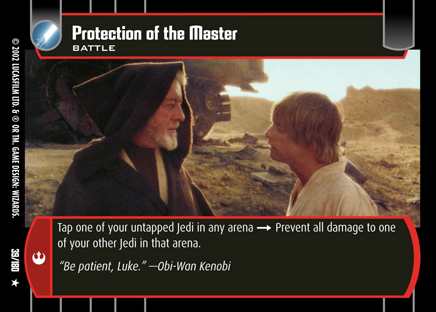 Protection of the Master
BATTLE
Tap one of your untapped Jedi in any arena → Prevent all damage to one
of your other Jedi in that arena.
"Be patient, Luke." —Obi-Wan Kenobi
© 2002 LUCASFILM LTD. & ® OR TM. GAME DESIGN: WIZARDS.
39/180 ★